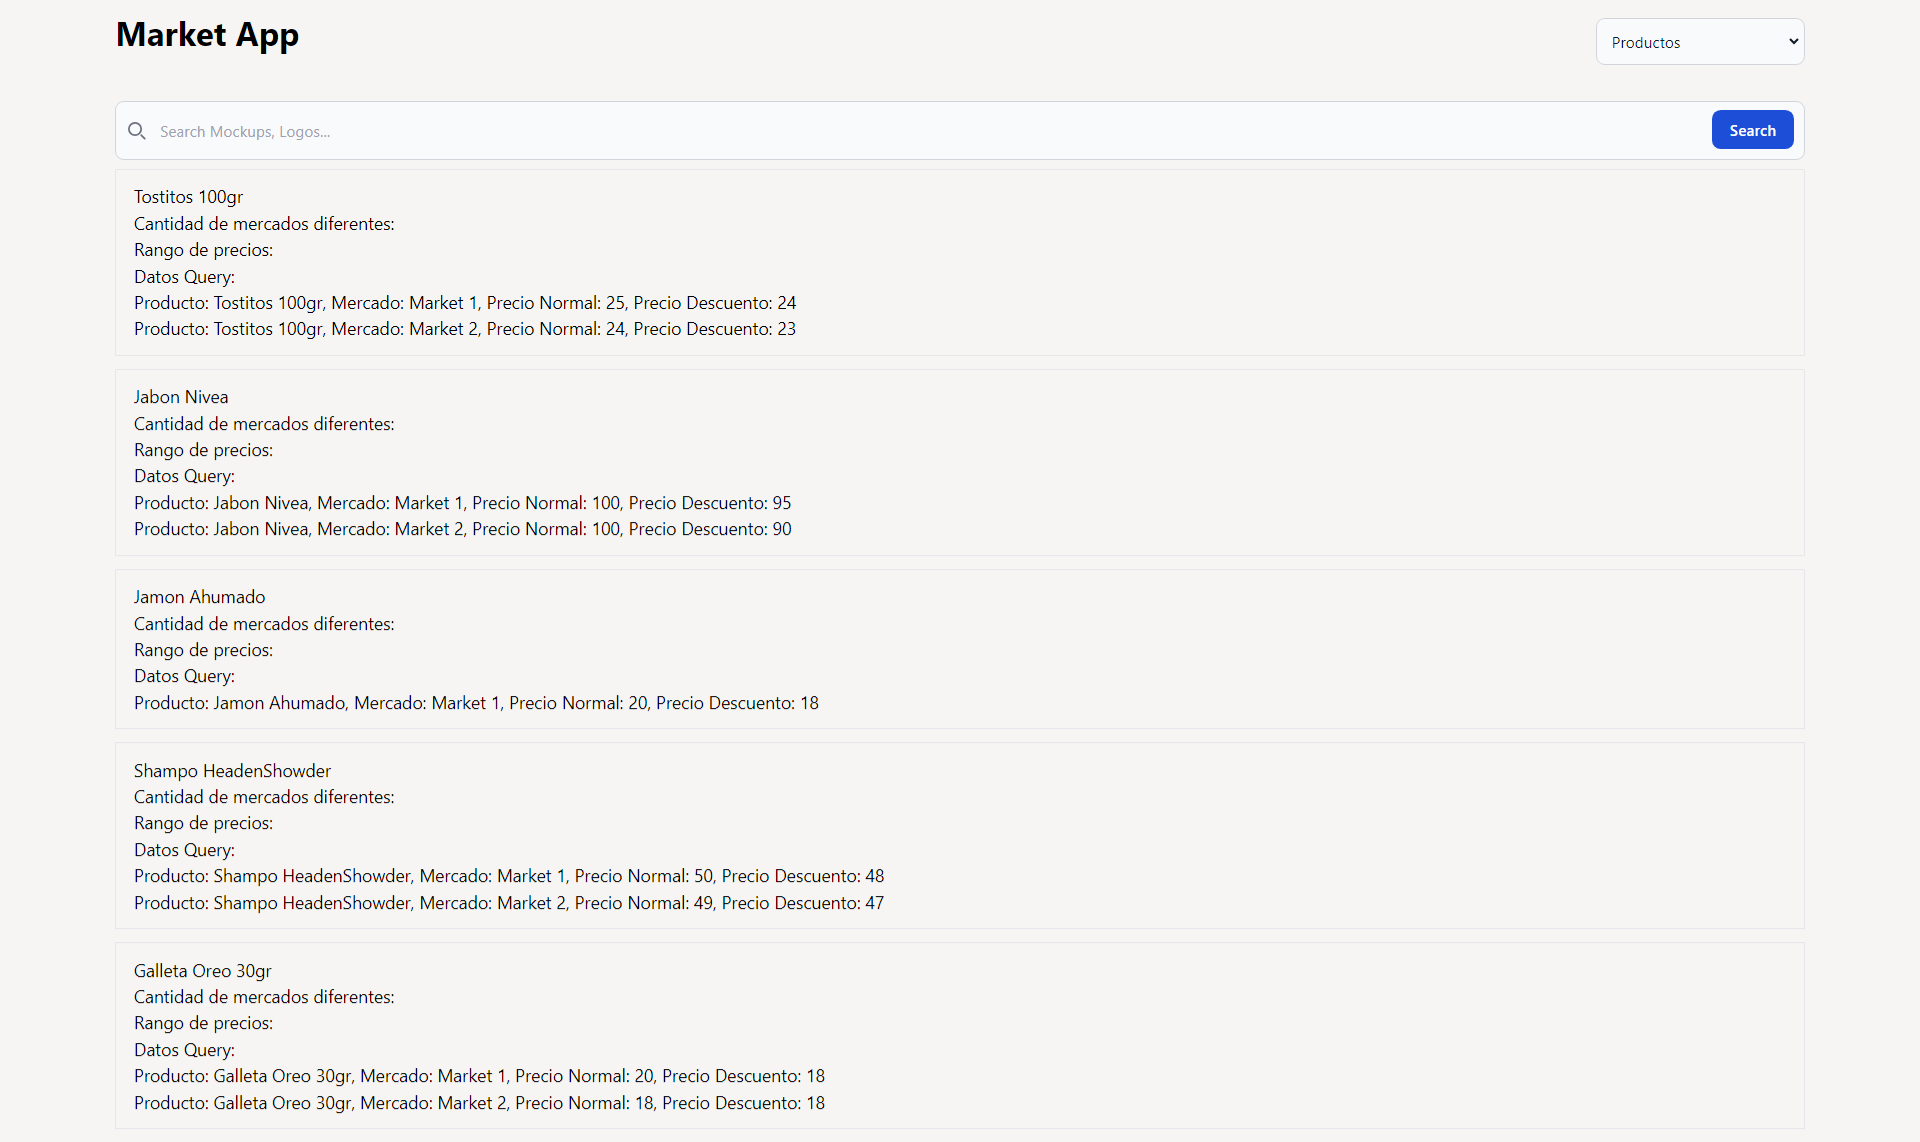 Market App
Productos
Search Mockups, Logos...
Search
Tostitos 100gr
Cantidad de mercados diferentes:
Rango de precios:
Datos Query:
Producto: Tostitos 100gr, Mercado: Market 1, Precio Normal: 25, Precio Descuento: 24
Producto: Tostitos 100gr, Mercado: Market 2, Precio Normal: 24, Precio Descuento: 23
Jabon Nivea
Cantidad de mercados diferentes:
Rango de precios:
Datos Query:
Producto: Jabon Nivea, Mercado: Market 1, Precio Normal: 100, Precio Descuento: 95
Producto: Jabon Nivea, Mercado: Market 2, Precio Normal: 100, Precio Descuento: 90
Jamon Ahumado
Cantidad de mercados diferentes:
Rango de precios:
Datos Query:
Producto: Jamon Ahumado, Mercado: Market 1, Precio Normal: 20, Precio Descuento: 18
Shampo HeadenShowder
Cantidad de mercados diferentes:
Rango de precios:
Datos Query:
Producto: Shampo HeadenShowder, Mercado: Market 1, Precio Normal: 50, Precio Descuento: 48
Producto: Shampo HeadenShowder, Mercado: Market 2, Precio Normal: 49, Precio Descuento: 47
Galleta Oreo 30gr
Cantidad de mercados diferentes:
Rango de precios:
Datos Query:
Producto: Galleta Oreo 30gr, Mercado: Market 1, Precio Normal: 20, Precio Descuento: 18
Producto: Galleta Oreo 30gr, Mercado: Market 2, Precio Normal: 18, Precio Descuento: 18